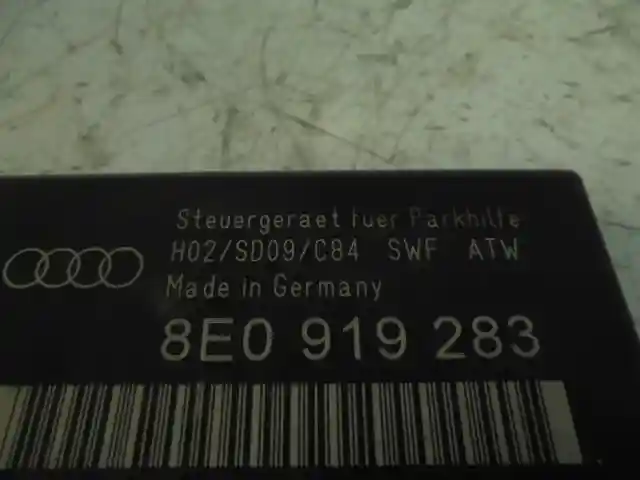 Steuergeraet fuer Parkhilfe
H02/SD09/C84 SWF ATW
Made in Germany
8E0 919 283